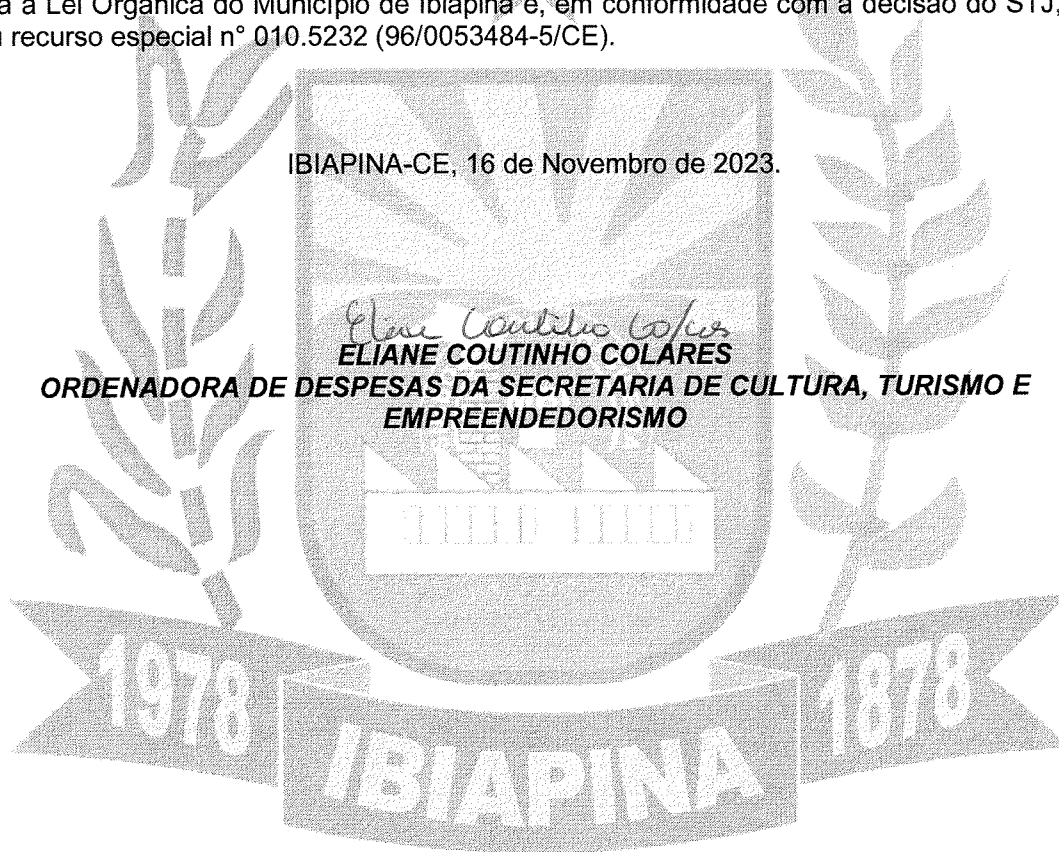 a a Lei Orgânica do Município de Ibiapina e, em conformidade com a decisão do STJ,
recurso especial n° 010.5232 (96/0053484-5/CE).
IBIAPINA-CE, 16 de Novembro de 2023.
Eliane Coutinho Colares
ELIANE COUTINHO COLARES
ORDENADORA DE DESPESAS DA SECRETARIA DE CULTURA, TURISMO E
EMPREENDEDORISMO
1978
IBIAPINA
1878